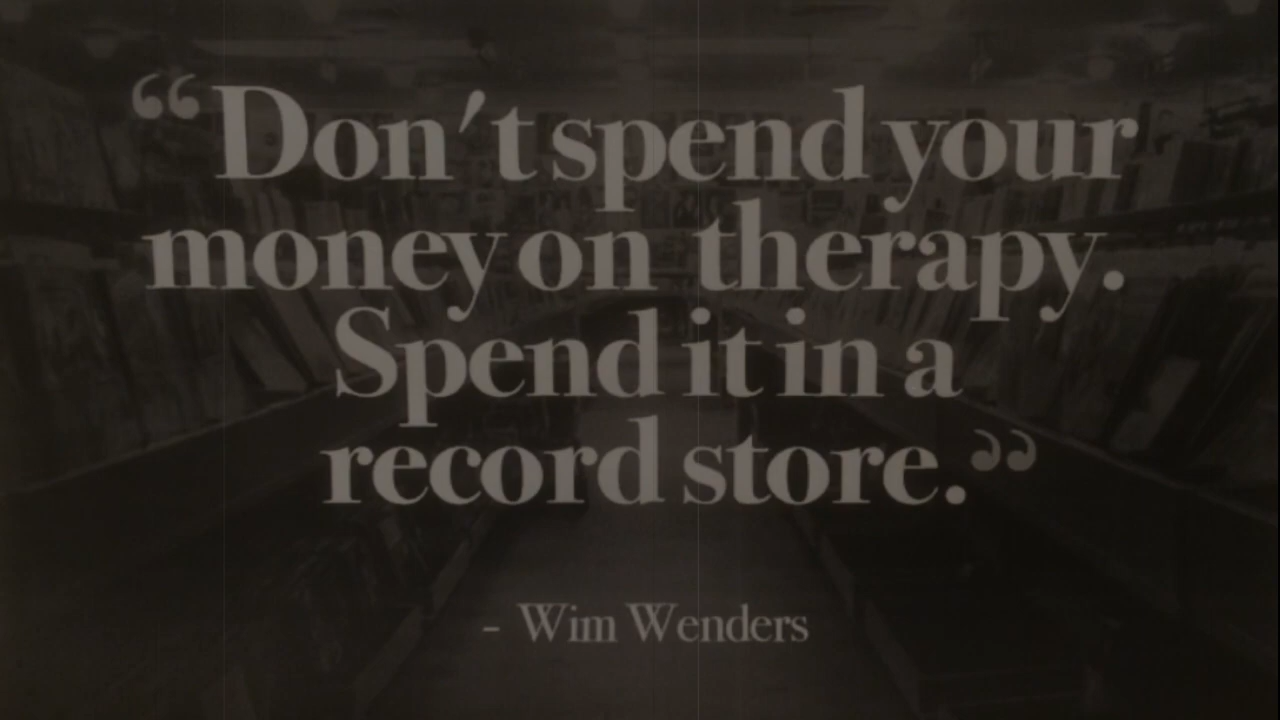 “Don't spend your
money on therapy.
Spend it in a
record store.”
- Wim Wenders